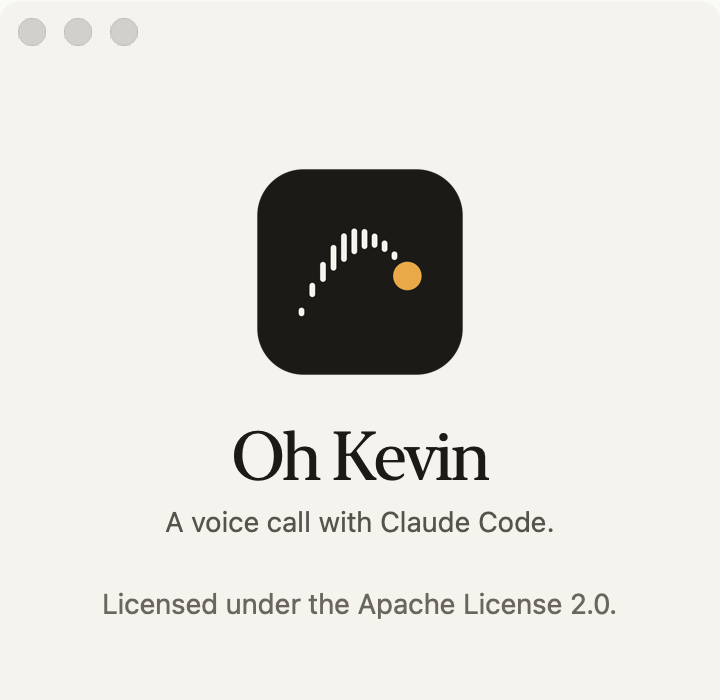 Oh Kevin
A voice call with Claude Code.
Licensed under the Apache License 2.0.